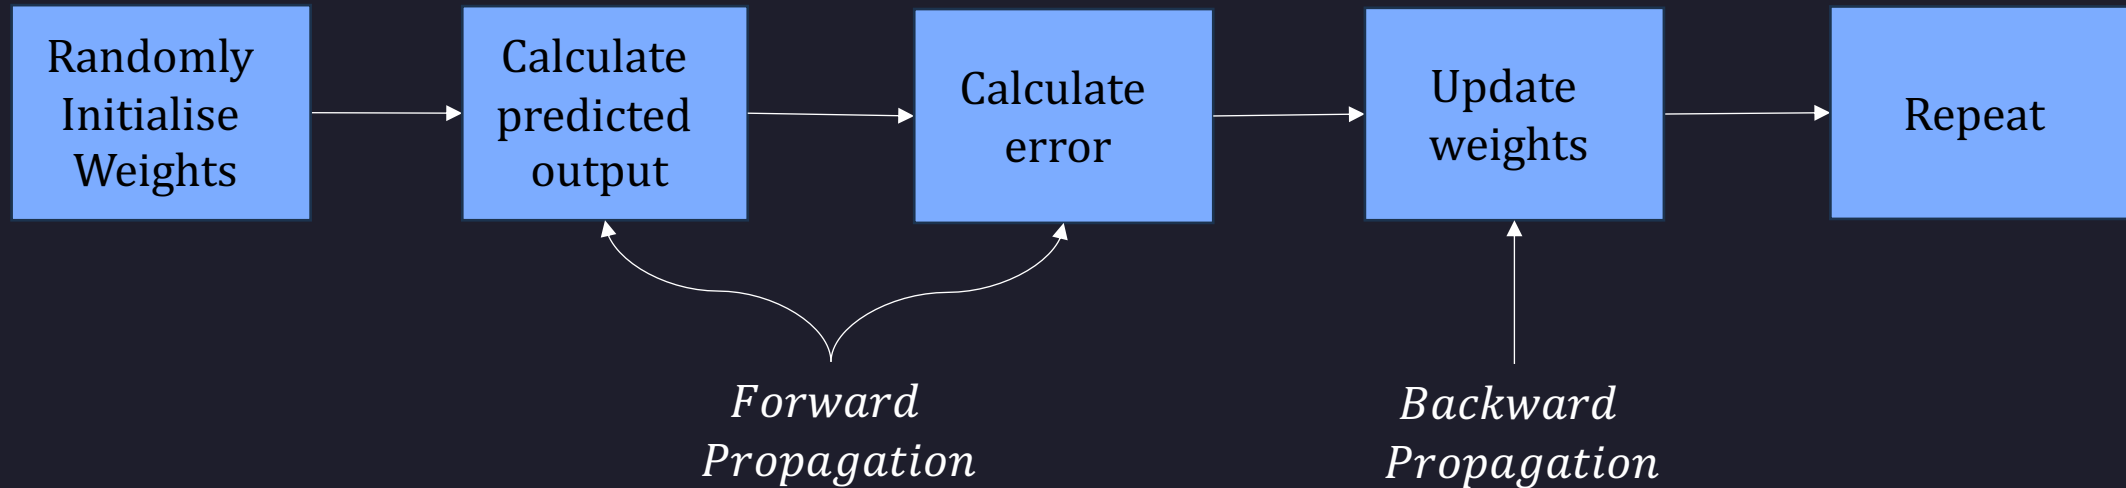 Randomly
Initialise
Weights
Calculate
predicted
output
Calculate
error
Update
weights
Repeat
Forward
Propagation
Backward
Propagation